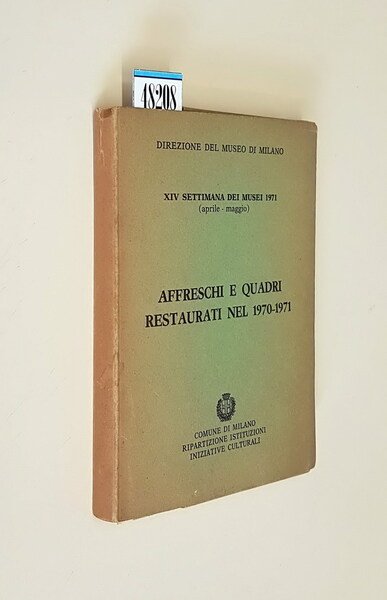 48208
DIREZIONE DEL MUSEO DI MILANO
XIV SETTIMANA DEI MUSEI 1971
(aprile - maggio)
AFFRESCHI E QUADRI
RESTAURATI NEL 1970-1971
COMUNE DI MILANO
RIPARTIZIONE ISTITUZIONI
INIZIATIVE CULTURALI